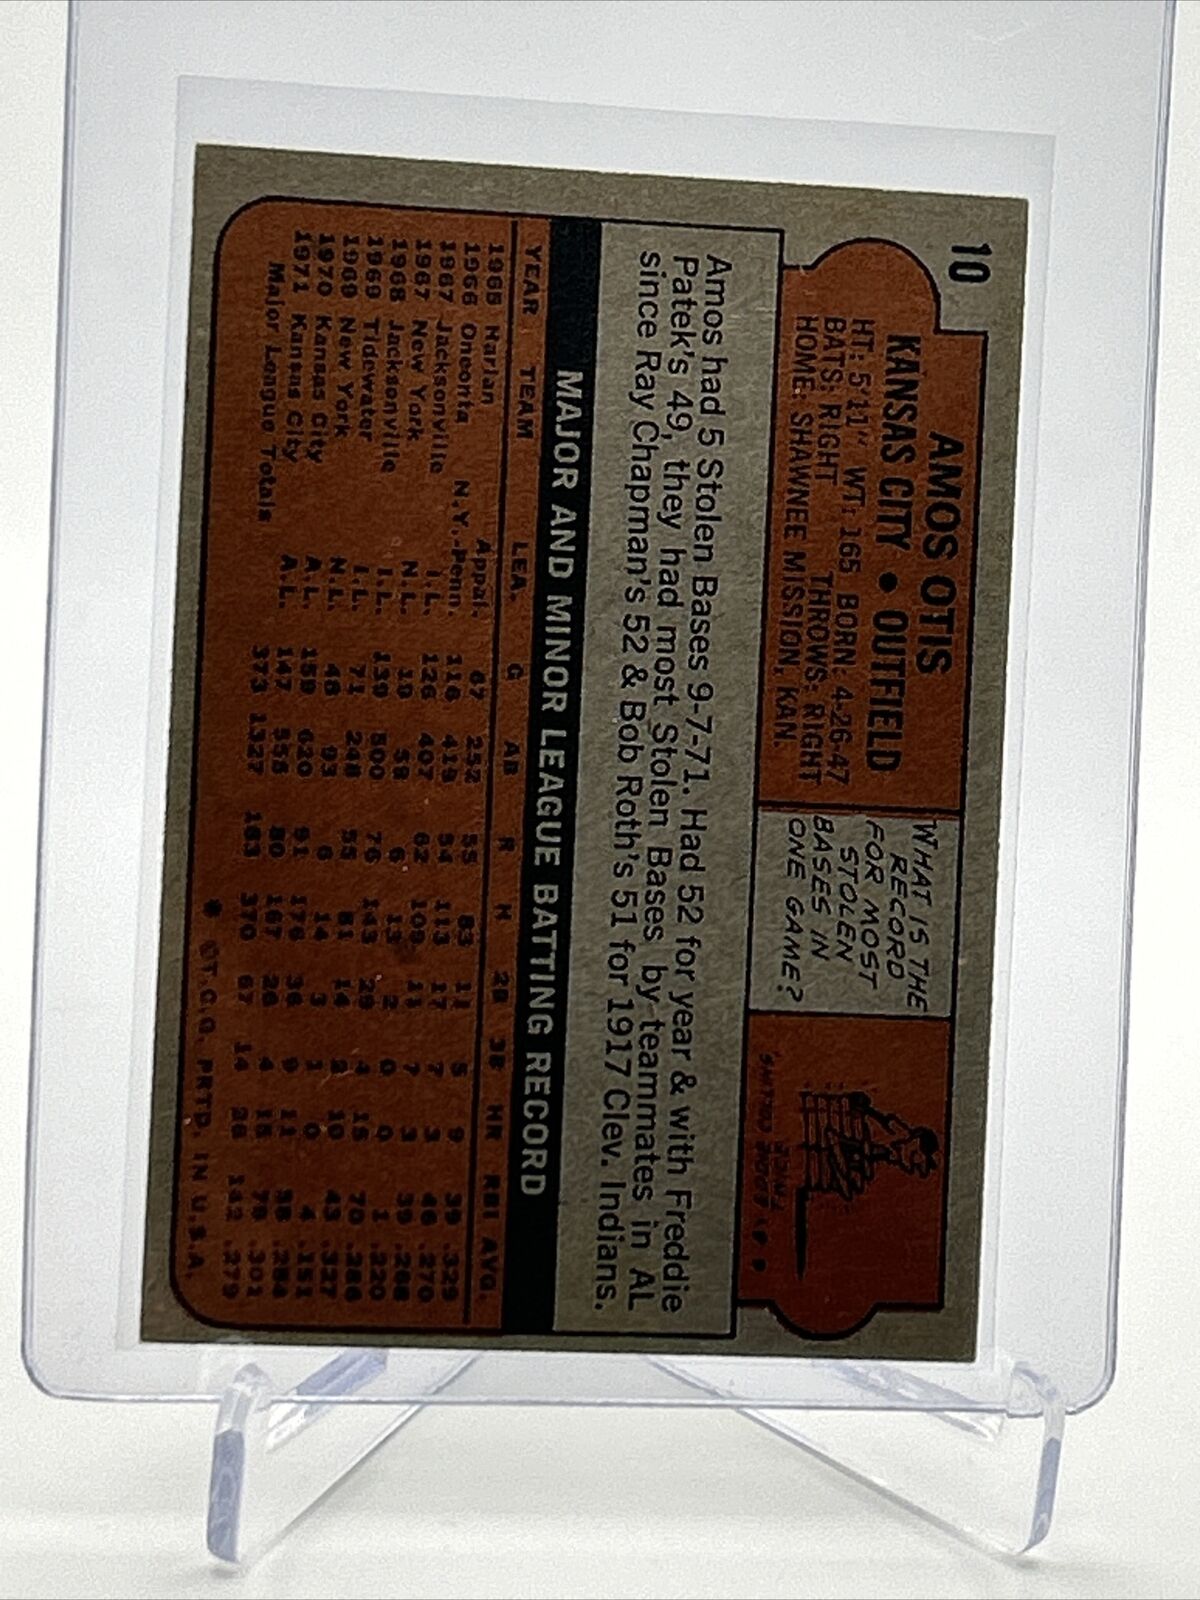 10
AMOS OTIS
KANSAS CITY • OUTFIELD
HT: 5'11" WT: 165 BORN: 4-26-47
BATS: RIGHT THROWS: RIGHT
HOME: SHAWNEE MISSION, KAN.
WHAT IS THE
RECORD
FOR MOST
STOLEN
BASES IN
ONE GAME?
Amos had 5 Stolen Bases 9-7-71. Had 52 for year & with Freddie
Patek's 49, they had most Stolen Bases by teammates in AL
since Ray Chapman's 52 & Bob Roth's 51 for 1917 Clev. Indians.
MAJOR AND MINOR LEAGUE BATTING RECORD
YEAR TEAM LEA. G AB R H 2B 3B HR RBI AVG.
1965 Harlan Appal. 67 252 55 83 11 5 9 39 .329
1966 Oneonta N.Y.-Penn. 116 419 54 113 17 7 3 46 .270
1967 Jacksonville I.L. 126 407 62 109 11 7 3 39 .268
1967 New York N.L. 19 59 6 13 2 0 0 1 .220
1968 Jacksonville I.L. 139 500 76 143 29 4 15 70 .286
1969 Tidewater I.L. 71 248 55 81 14 2 10 43 .327
1969 New York N.L. 48 93 6 14 3 1 0 4 .151
1970 Kansas City A.L. 159 620 91 176 36 9 11 58 .284
1971 Kansas City A.L. 147 555 80 167 26 4 15 79 .301
Major League Totals 373 1327 183 370 67 14 26 142 .279
* ©T.C.G. PRTD. IN U.S.A.